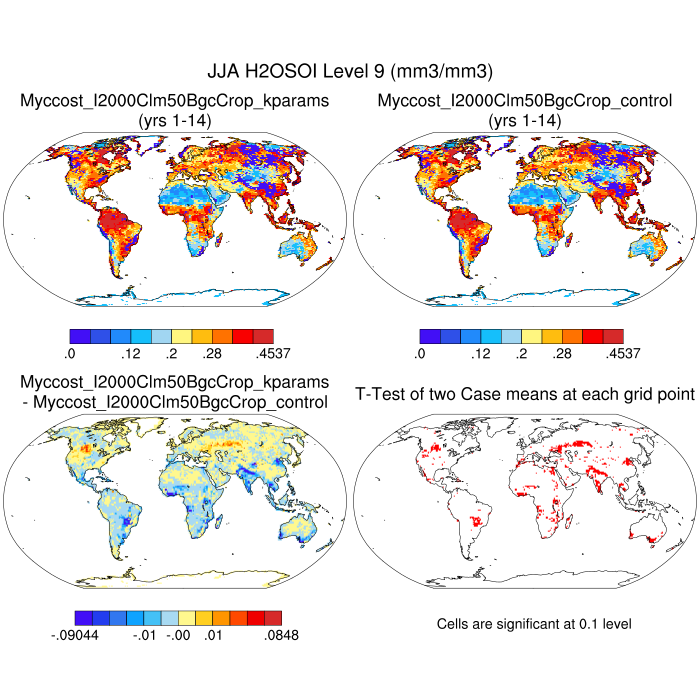 JJA H2OSOI Level 9 (mm3/mm3)
Myccost_I2000Clm50BgcCrop_kparams
(yrs 1-14)
Myccost_I2000Clm50BgcCrop_control
(yrs 1-14)
.0 .12 .2 .28 .4537
.0 .12 .2 .28 .4537
Myccost_I2000Clm50BgcCrop_kparams
- Myccost_I2000Clm50BgcCrop_control
T-Test of two Case means at each grid point
-.09044 -.01 -.00 .01 .0848
Cells are significant at 0.1 level